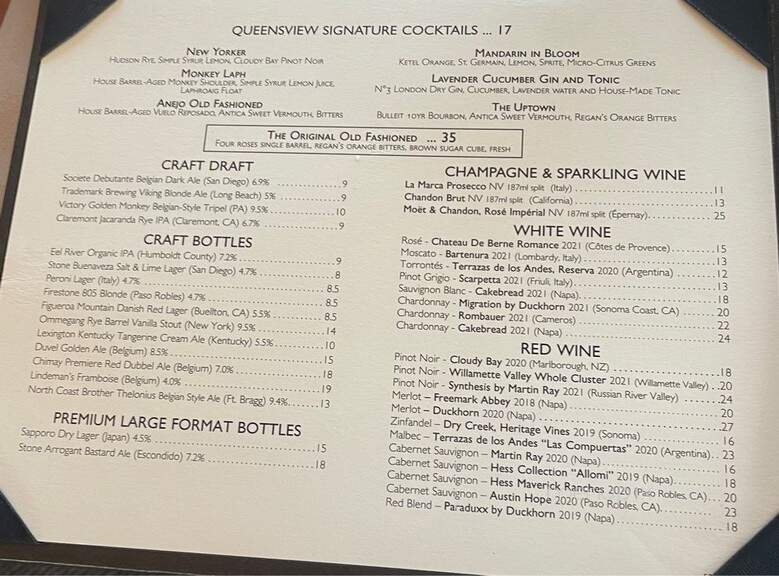 QUEENSVIEW SIGNATURE COCKTAILS ... 17
NEW YORKER
HUDSON RYE, SIMPLE SYRUP, LEMON, CLOUDY BAY PINOT NOIR
MONKEY LAPH
HOUSE BARREL-AGED MONKEY SHOULDER, SIMPLE SYRUP, LEMON JUICE,
LAPHROAIG FLOAT
AÑEJO OLD FASHIONED
HOUSE BARREL-AGED VUELO REPOSADO, ANTICA SWEET VERMOUTH, BITTERS
MANDARIN IN BLOOM
KETEL ORANGE, ST. GERMAIN, LEMON, SPRITE, MICRO-CITRUS GREENS
LAVENDER CUCUMBER GIN AND TONIC
N°3 LONDON DRY GIN, CUCUMBER, LAVENDER WATER AND HOUSE-MADE TONIC
THE UPTOWN
BULLEIT 10YR BOURBON, ANTICA SWEET VERMOUTH, REGAN'S ORANGE BITTERS
THE ORIGINAL OLD FASHIONED ... 35
FOUR ROSES SINGLE BARREL, REGAN'S ORANGE BITTERS, BROWN SUGAR CUBE, FRESH
CRAFT DRAFT
Societe Debutante Belgian Dark Ale (San Diego) 6.9% .................. 9
Trademark Brewing Viking Blonde Ale (Long Beach) 5% .................. 9
Victory Golden Monkey Belgian-Style Tripel (PA) 9.5% .................. 10
Claremont Jacaranda Rye IPA (Claremont, CA) 6.7% .................. 9
CRAFT BOTTLES
Eel River Organic IPA (Humboldt County) 7.2% .................. 9
Stone Buenaveza Salt & Lime Lager (San Diego) 4.7% .................. 8
Peroni Lager (Italy) 4.7% .................. 8.5
Firestone 805 Blonde (Paso Robles) 4.7% .................. 8.5
Figueroa Mountain Danish Red Lager (Buellton, CA) 5.5% .................. 8.5
Ommegang Rye Barrel Vanilla Stout (New York) 9.5% .................. 14
Lexington Kentucky Tangerine Cream Ale (Kentucky) 5.5% .................. 10
Duvel Golden Ale (Belgium) 8.5% .................. 15
Chimay Premiere Red Dubbel Ale (Belgium) 7.0% .................. 18
Lindeman's Framboise (Belgium) 4.0% .................. 19
North Coast Brother Thelonius Belgian Style Ale (Ft. Bragg) 9.4% ....... 13
PREMIUM LARGE FORMAT BOTTLES
Sapporo Dry Lager (Japan) 4.5% .................. 15
Stone Arrogant Bastard Ale (Escondido) 7.2% .................. 18
CHAMPAGNE & SPARKLING WINE
La Marca Prosecco NV 187ml split (Italy) .................. 11
Chandon Brut NV 187ml split (California) .................. 13
Moët & Chandon, Rosé Impérial NV 187ml split (Épernay) .................. 25
WHITE WINE
Rosé - Chateau De Berne Romance 2021 (Côtes de Provence) .................. 15
Moscato - Bartenura 2021 (Lombardy, Italy) .................. 13
Torrontés - Terrazas de los Andes, Reserva 2020 (Argentina) .................. 12
Pinot Grigio - Scarpetta 2021 (Friuli, Italy) .................. 13
Sauvignon Blanc - Cakebread 2021 (Napa) .................. 18
Chardonnay - Migration by Duckhorn 2021 (Sonoma Coast, CA) .................. 20
Chardonnay - Rombauer 2021 (Carneros) .................. 22
Chardonnay - Cakebread 2021 (Napa) .................. 24
RED WINE
Pinot Noir - Cloudy Bay 2020 (Marlborough, NZ) .................. 18
Pinot Noir - Willamette Valley Whole Cluster 2021 (Willamette Valley) .. 20
Pinot Noir - Synthesis by Martin Ray 2021 (Russian River Valley) .......... 24
Merlot – Freemark Abbey 2018 (Napa) .................. 20
Merlot – Duckhorn 2020 (Napa) .................. 27
Zinfandel - Dry Creek, Heritage Vines 2019 (Sonoma) .................. 16
Malbec - Terrazas de los Andes "Las Compuertas" 2020 (Argentina) .. 23
Cabernet Sauvignon – Martin Ray 2020 (Napa) .................. 16
Cabernet Sauvignon – Hess Collection "Allomi" 2019 (Napa) .................. 18
Cabernet Sauvignon - Hess Maverick Ranches 2020 (Paso Robles, CA) .... 20
Cabernet Sauvignon – Austin Hope 2020 (Paso Robles, CA) .................. 23
Red Blend – Paraduxx by Duckhorn 2019 (Napa) .................. 18